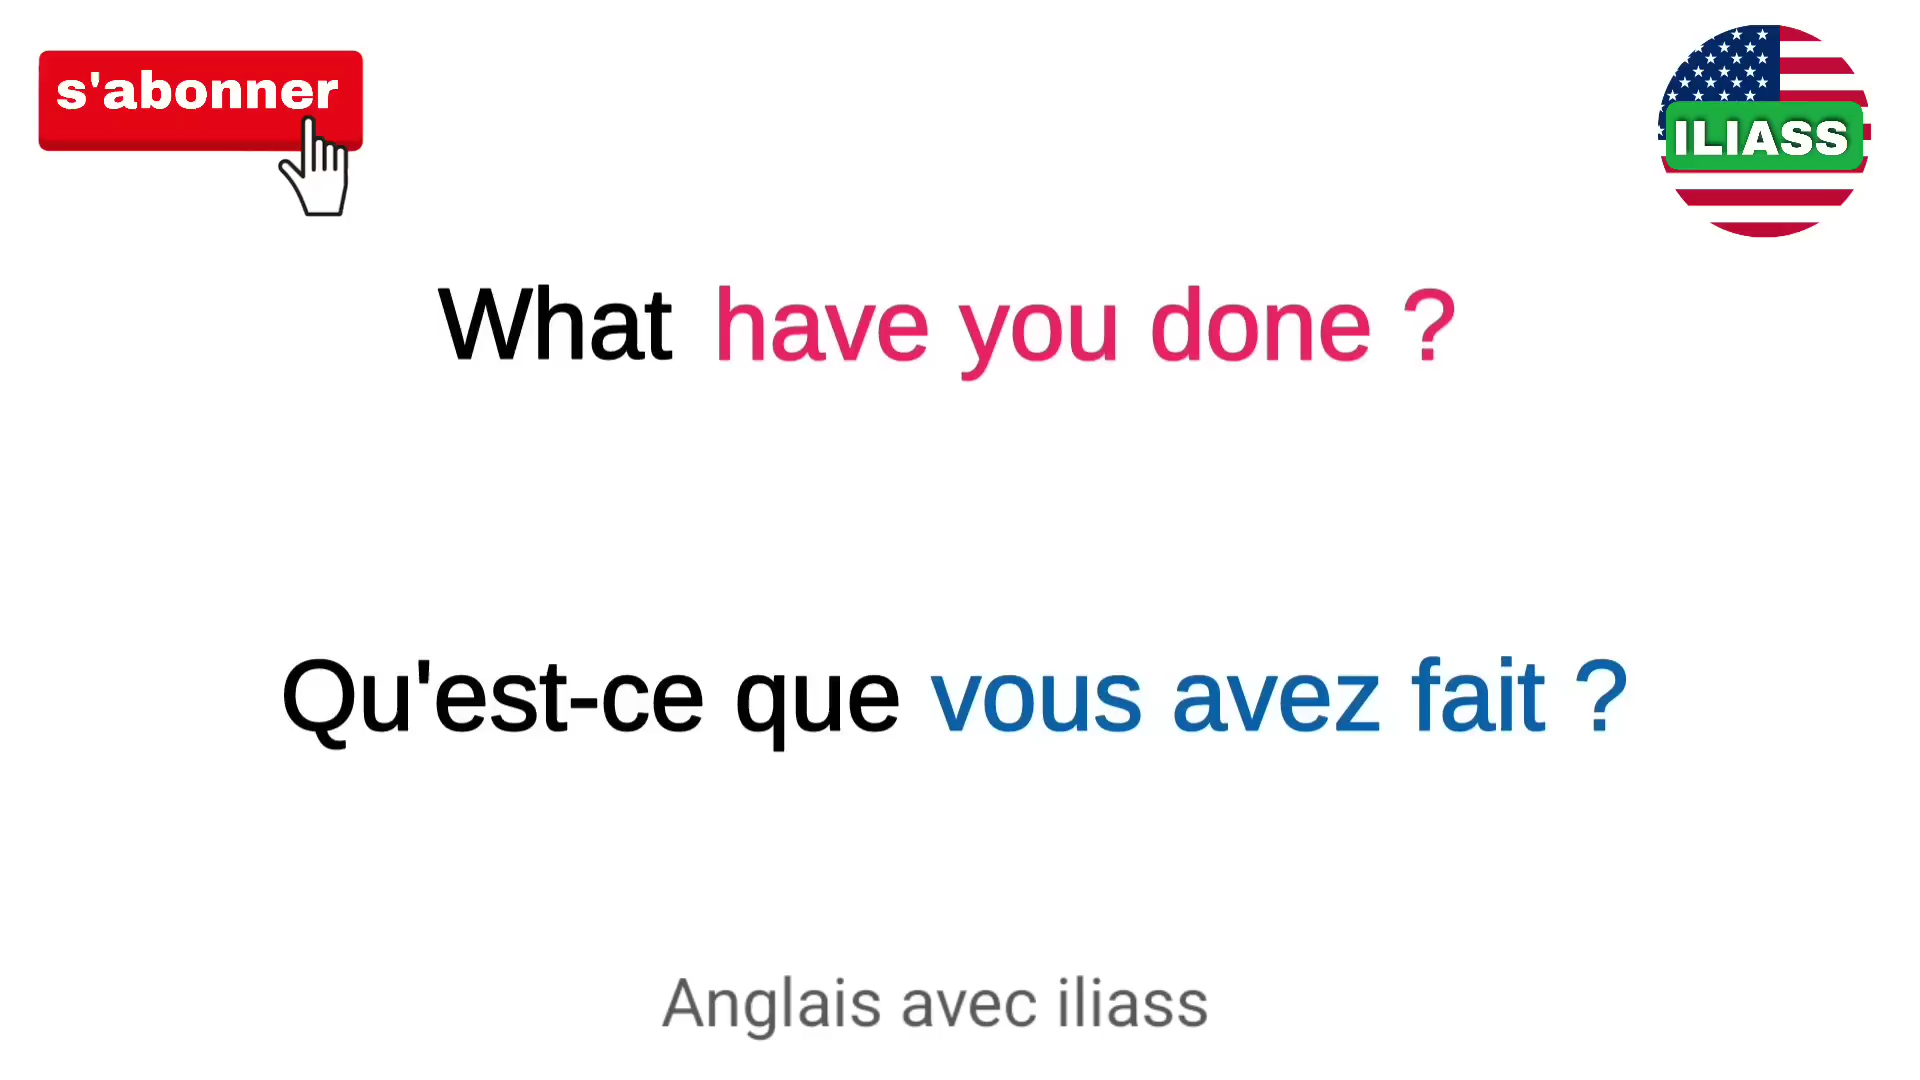 s'abonner
ILIASS
What have you done ?
Qu'est-ce que vous avez fait ?
Anglais avec iliass